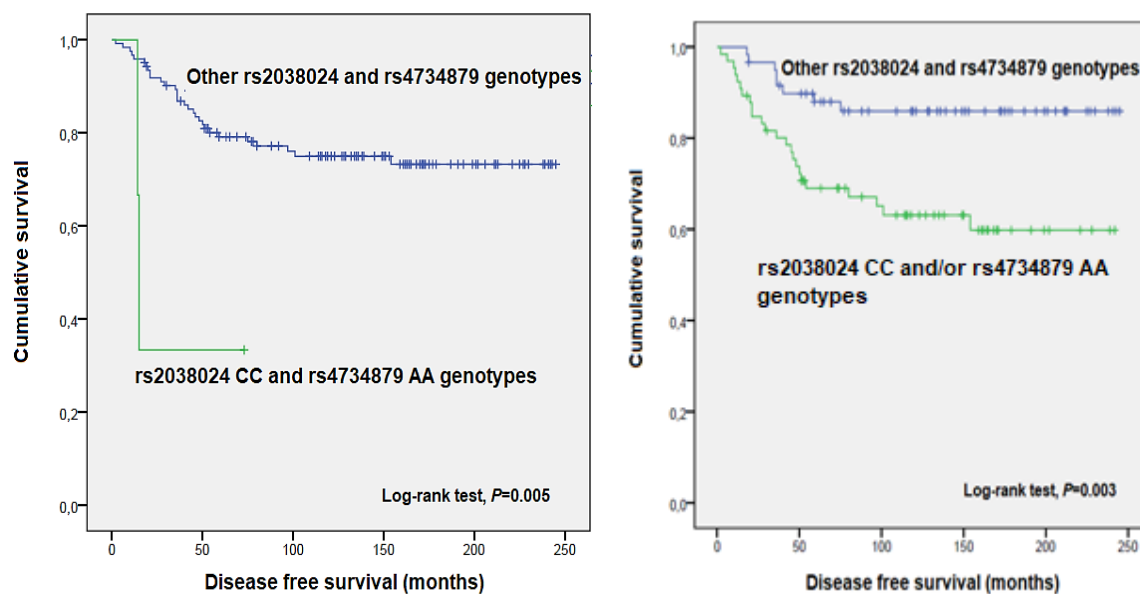 1,0
0,8
0,6
0,4
0,2
0,0
Cumulative survival
Other rs2038024 and rs4734879 genotypes
rs2038024 CC and rs4734879 AA genotypes
Log-rank test, P=0.005
0 50 100 150 200 250
Disease free survival (months)
1,0
0,8
0,6
0,4
0,2
0,0
Cumulative survival
Other rs2038024 and rs4734879 genotypes
rs2038024 CC and/or rs4734879 AA
genotypes
Log-rank test, P=0.003
0 50 100 150 200 250
Disease free survival (months)